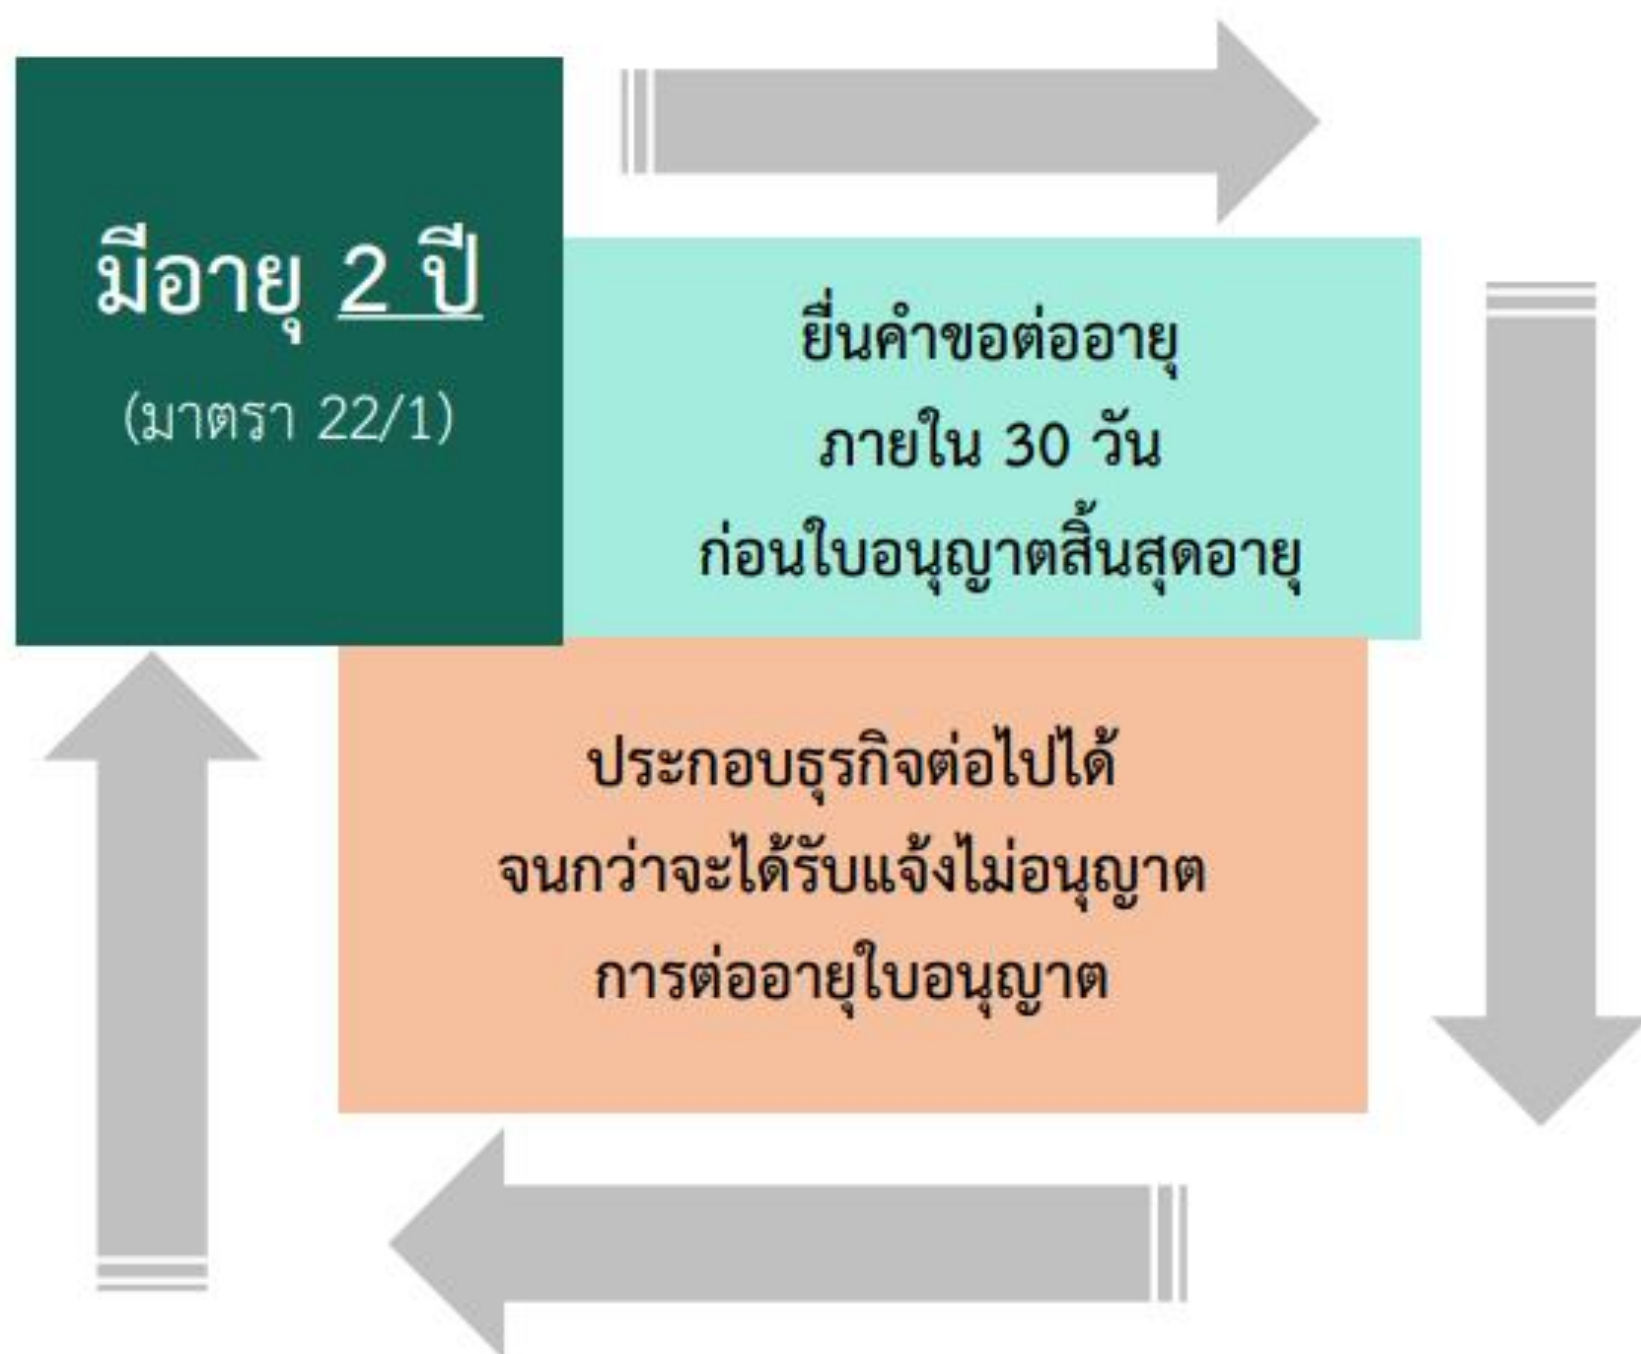 มีอายุ 2 ปี
(มาตรา 22/1)
ยื่นคำขอต่ออายุ
ภายใน 30 วัน
ก่อนใบอนุญาตสิ้นสุดอายุ
ประกอบธุรกิจต่อไปได้
จนกว่าจะได้รับแจ้งไม่อนุญาต
การต่ออายุใบอนุญาต